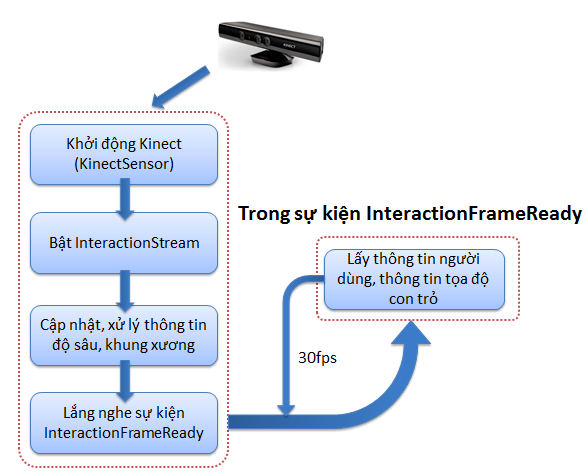 KINECT
Khởi động Kinect
(KinectSensor)
Trong sự kiện InteractionFrameReady
Bật InteractionStream
Lấy thông tin người
dùng, thông tin tọa độ
con trỏ
Cập nhật, xử lý thông tin
độ sâu, khung xương
30fps
Lắng nghe sự kiện
InteractionFrameReady